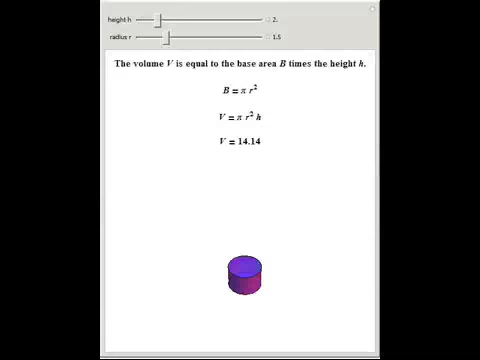 height h 2.
radius r 1.5
The volume V is equal to the base area B times the height h.
B = π r²
V = π r² h
V = 14.14